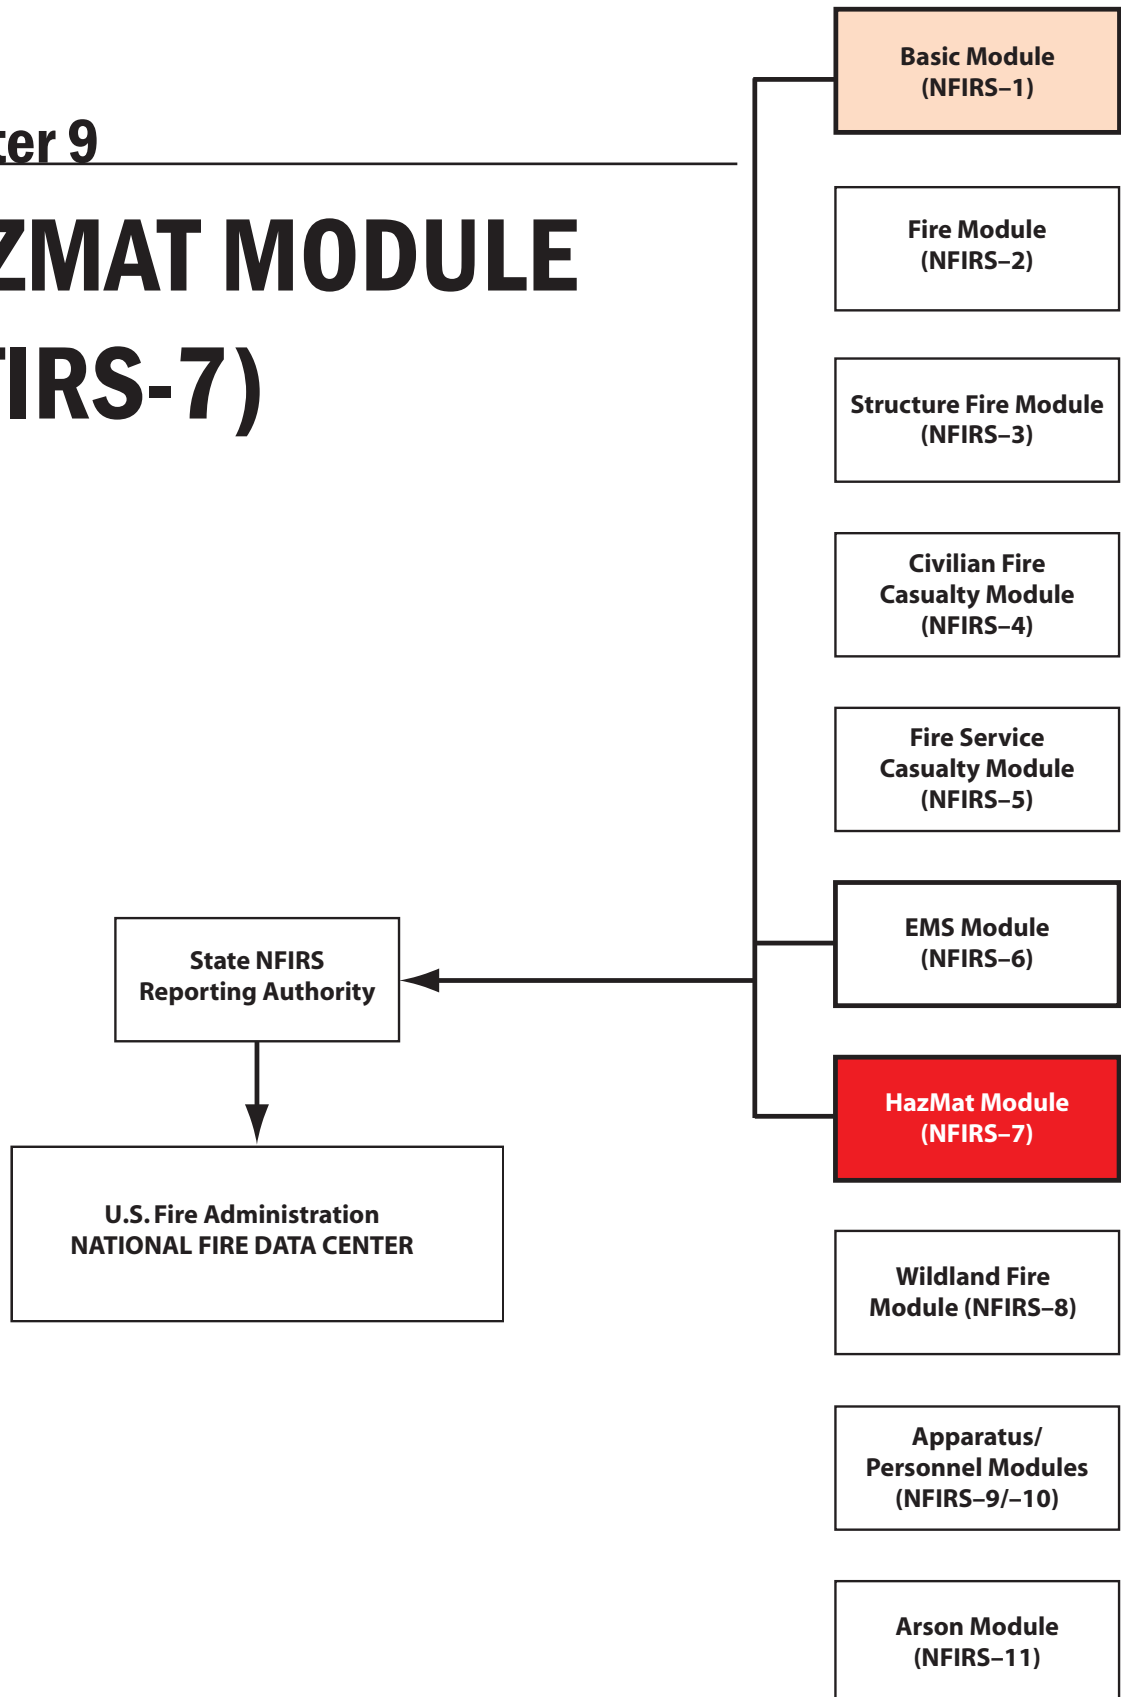 ter 9
ZMAT MODULE
FIRS-7)
Basic Module
(NFIRS–1)
Fire Module
(NFIRS–2)
Structure Fire Module
(NFIRS–3)
Civilian Fire
Casualty Module
(NFIRS–4)
Fire Service
Casualty Module
(NFIRS–5)
EMS Module
(NFIRS–6)
State NFIRS
Reporting Authority
HazMat Module
(NFIRS–7)
U.S. Fire Administration
NATIONAL FIRE DATA CENTER
Wildland Fire
Module (NFIRS–8)
Apparatus/
Personnel Modules
(NFIRS–9/–10)
Arson Module
(NFIRS–11)